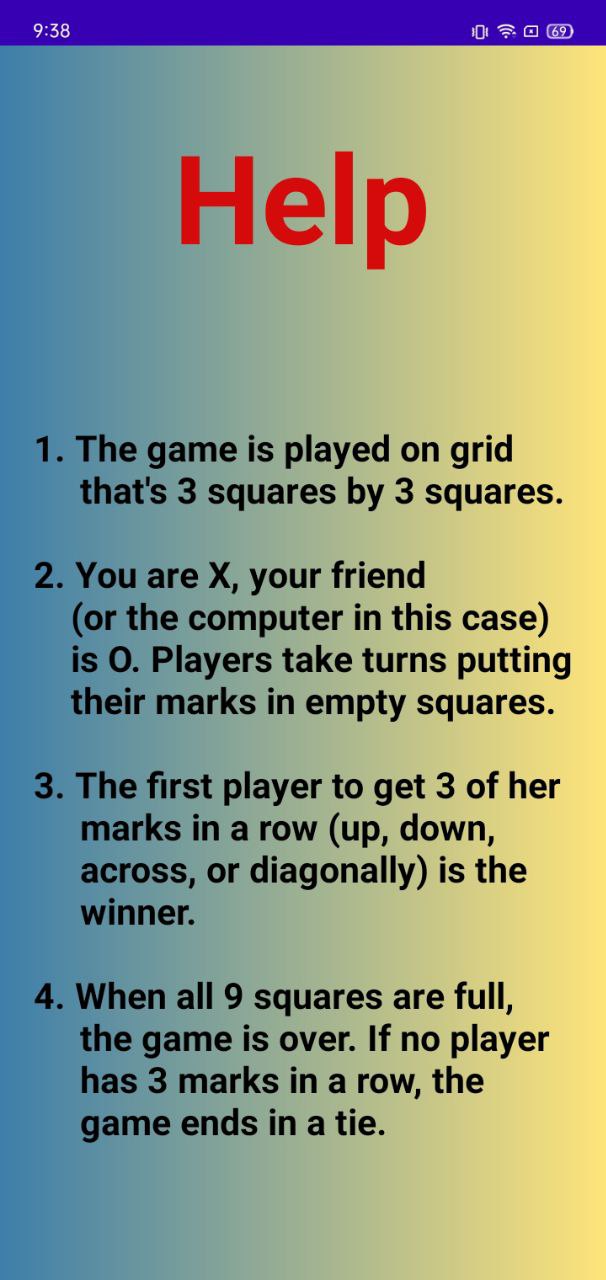 9:38
69
Help
1. The game is played on grid
that's 3 squares by 3 squares.
2. You are X, your friend
(or the computer in this case)
is O. Players take turns putting
their marks in empty squares.
3. The first player to get 3 of her
marks in a row (up, down,
across, or diagonally) is the
winner.
4. When all 9 squares are full,
the game is over. If no player
has 3 marks in a row, the
game ends in a tie.